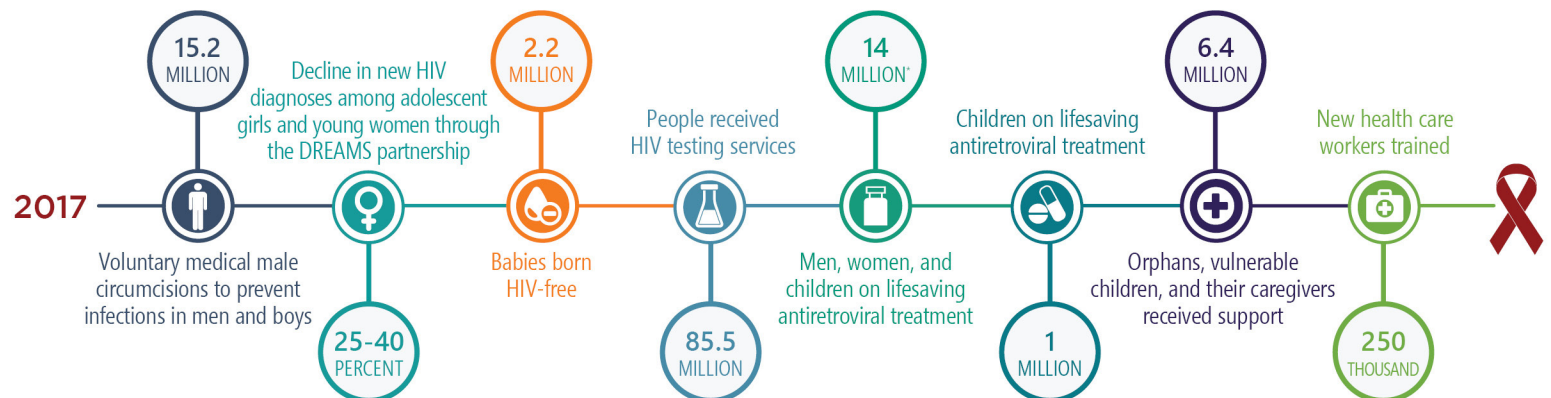 2017
15.2
MILLION
Voluntary medical male
circumcisions to prevent
infections in men and boys
Decline in new HIV
diagnoses among adolescent
girls and young women through
the DREAMS partnership
25-40
PERCENT
2.2
MILLION
Babies born
HIV-free
People received
HIV testing services
85.5
MILLION
14
MILLION*
Men, women, and
children on lifesaving
antiretroviral treatment
Children on lifesaving
antiretroviral treatment
1
MILLION
6.4
MILLION
Orphans, vulnerable
children, and their caregivers
received support
New health care
workers trained
250
THOUSAND